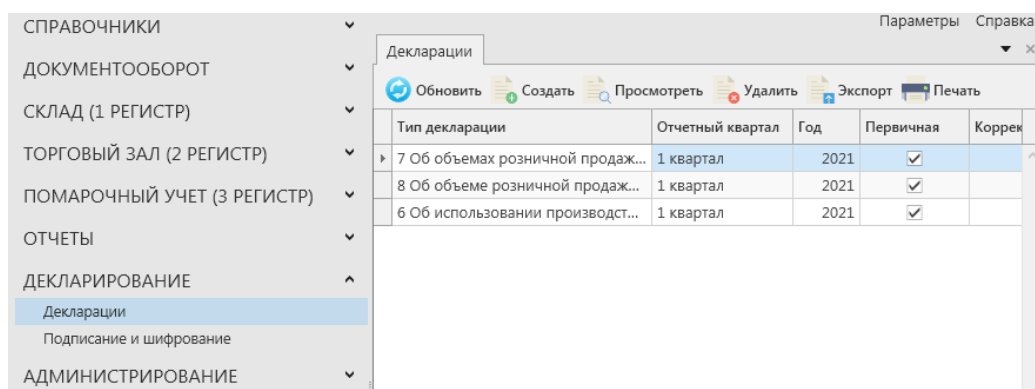 СПРАВОЧНИКИ
ДОКУМЕНТООБОРОТ
СКЛАД (1 РЕГИСТР)
ТОРГОВЫЙ ЗАЛ (2 РЕГИСТР)
ПОМАРОЧНЫЙ УЧЕТ (3 РЕГИСТР)
ОТЧЕТЫ
ДЕКЛАРИРОВАНИЕ
Декларации
Подписание и шифрование
АДМИНИСТРИРОВАНИЕ
Параметры Справка
Декларации
Обновить Создать Просмотреть Удалить Экспорт Печать
Тип декларации Отчетный квартал Год Первичная Коррек
7 Об объемах розничной продаж... 1 квартал 2021
8 Об объеме розничной продаж... 1 квартал 2021
6 Об использовании производст... 1 квартал 2021